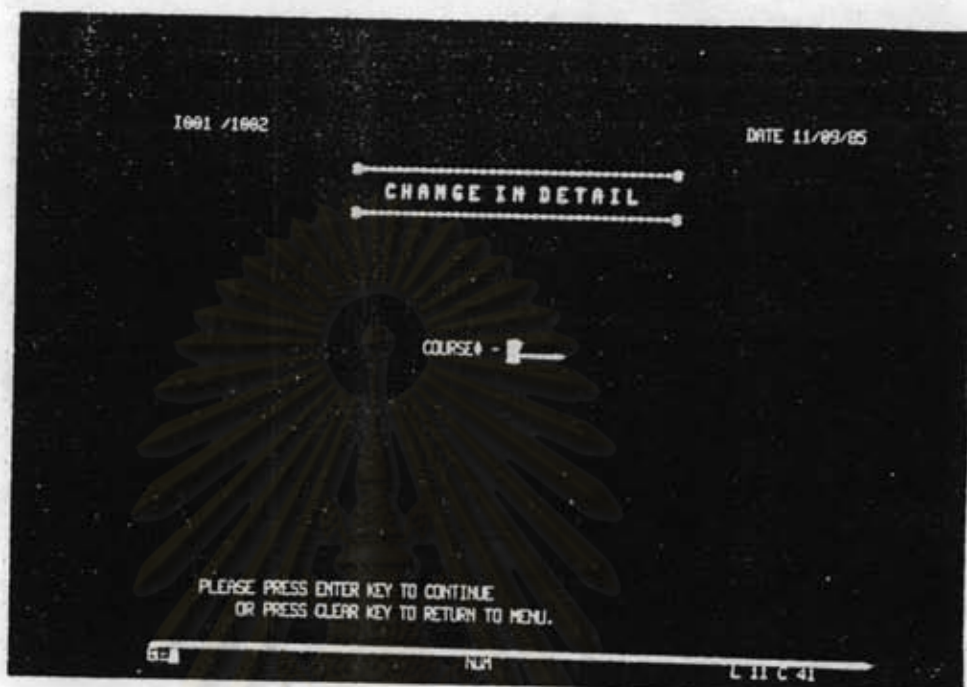 I001 /1002
DATE 11/09/85
CHANGE IN DETAIL
COURSE# -
PLEASE PRESS ENTER KEY TO CONTINUE
OR PRESS CLEAR KEY TO RETURN TO MENU.
NUM
L 11 C 41